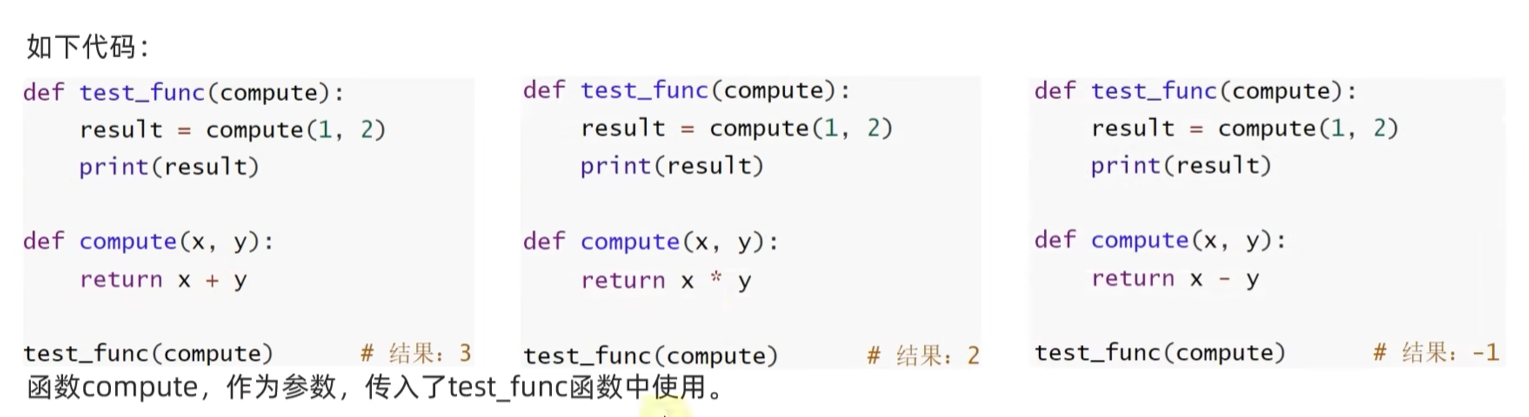 如下代码：
def test_func(compute):
    result = compute(1, 2)
    print(result)
def compute(x, y):
    return x + y
test_func(compute)      # 结果：3
def test_func(compute):
    result = compute(1, 2)
    print(result)
def compute(x, y):
    return x * y
test_func(compute)      # 结果：2
def test_func(compute):
    result = compute(1, 2)
    print(result)
def compute(x, y):
    return x - y
test_func(compute)      # 结果：-1
函数compute，作为参数，传入了test_func函数中使用。